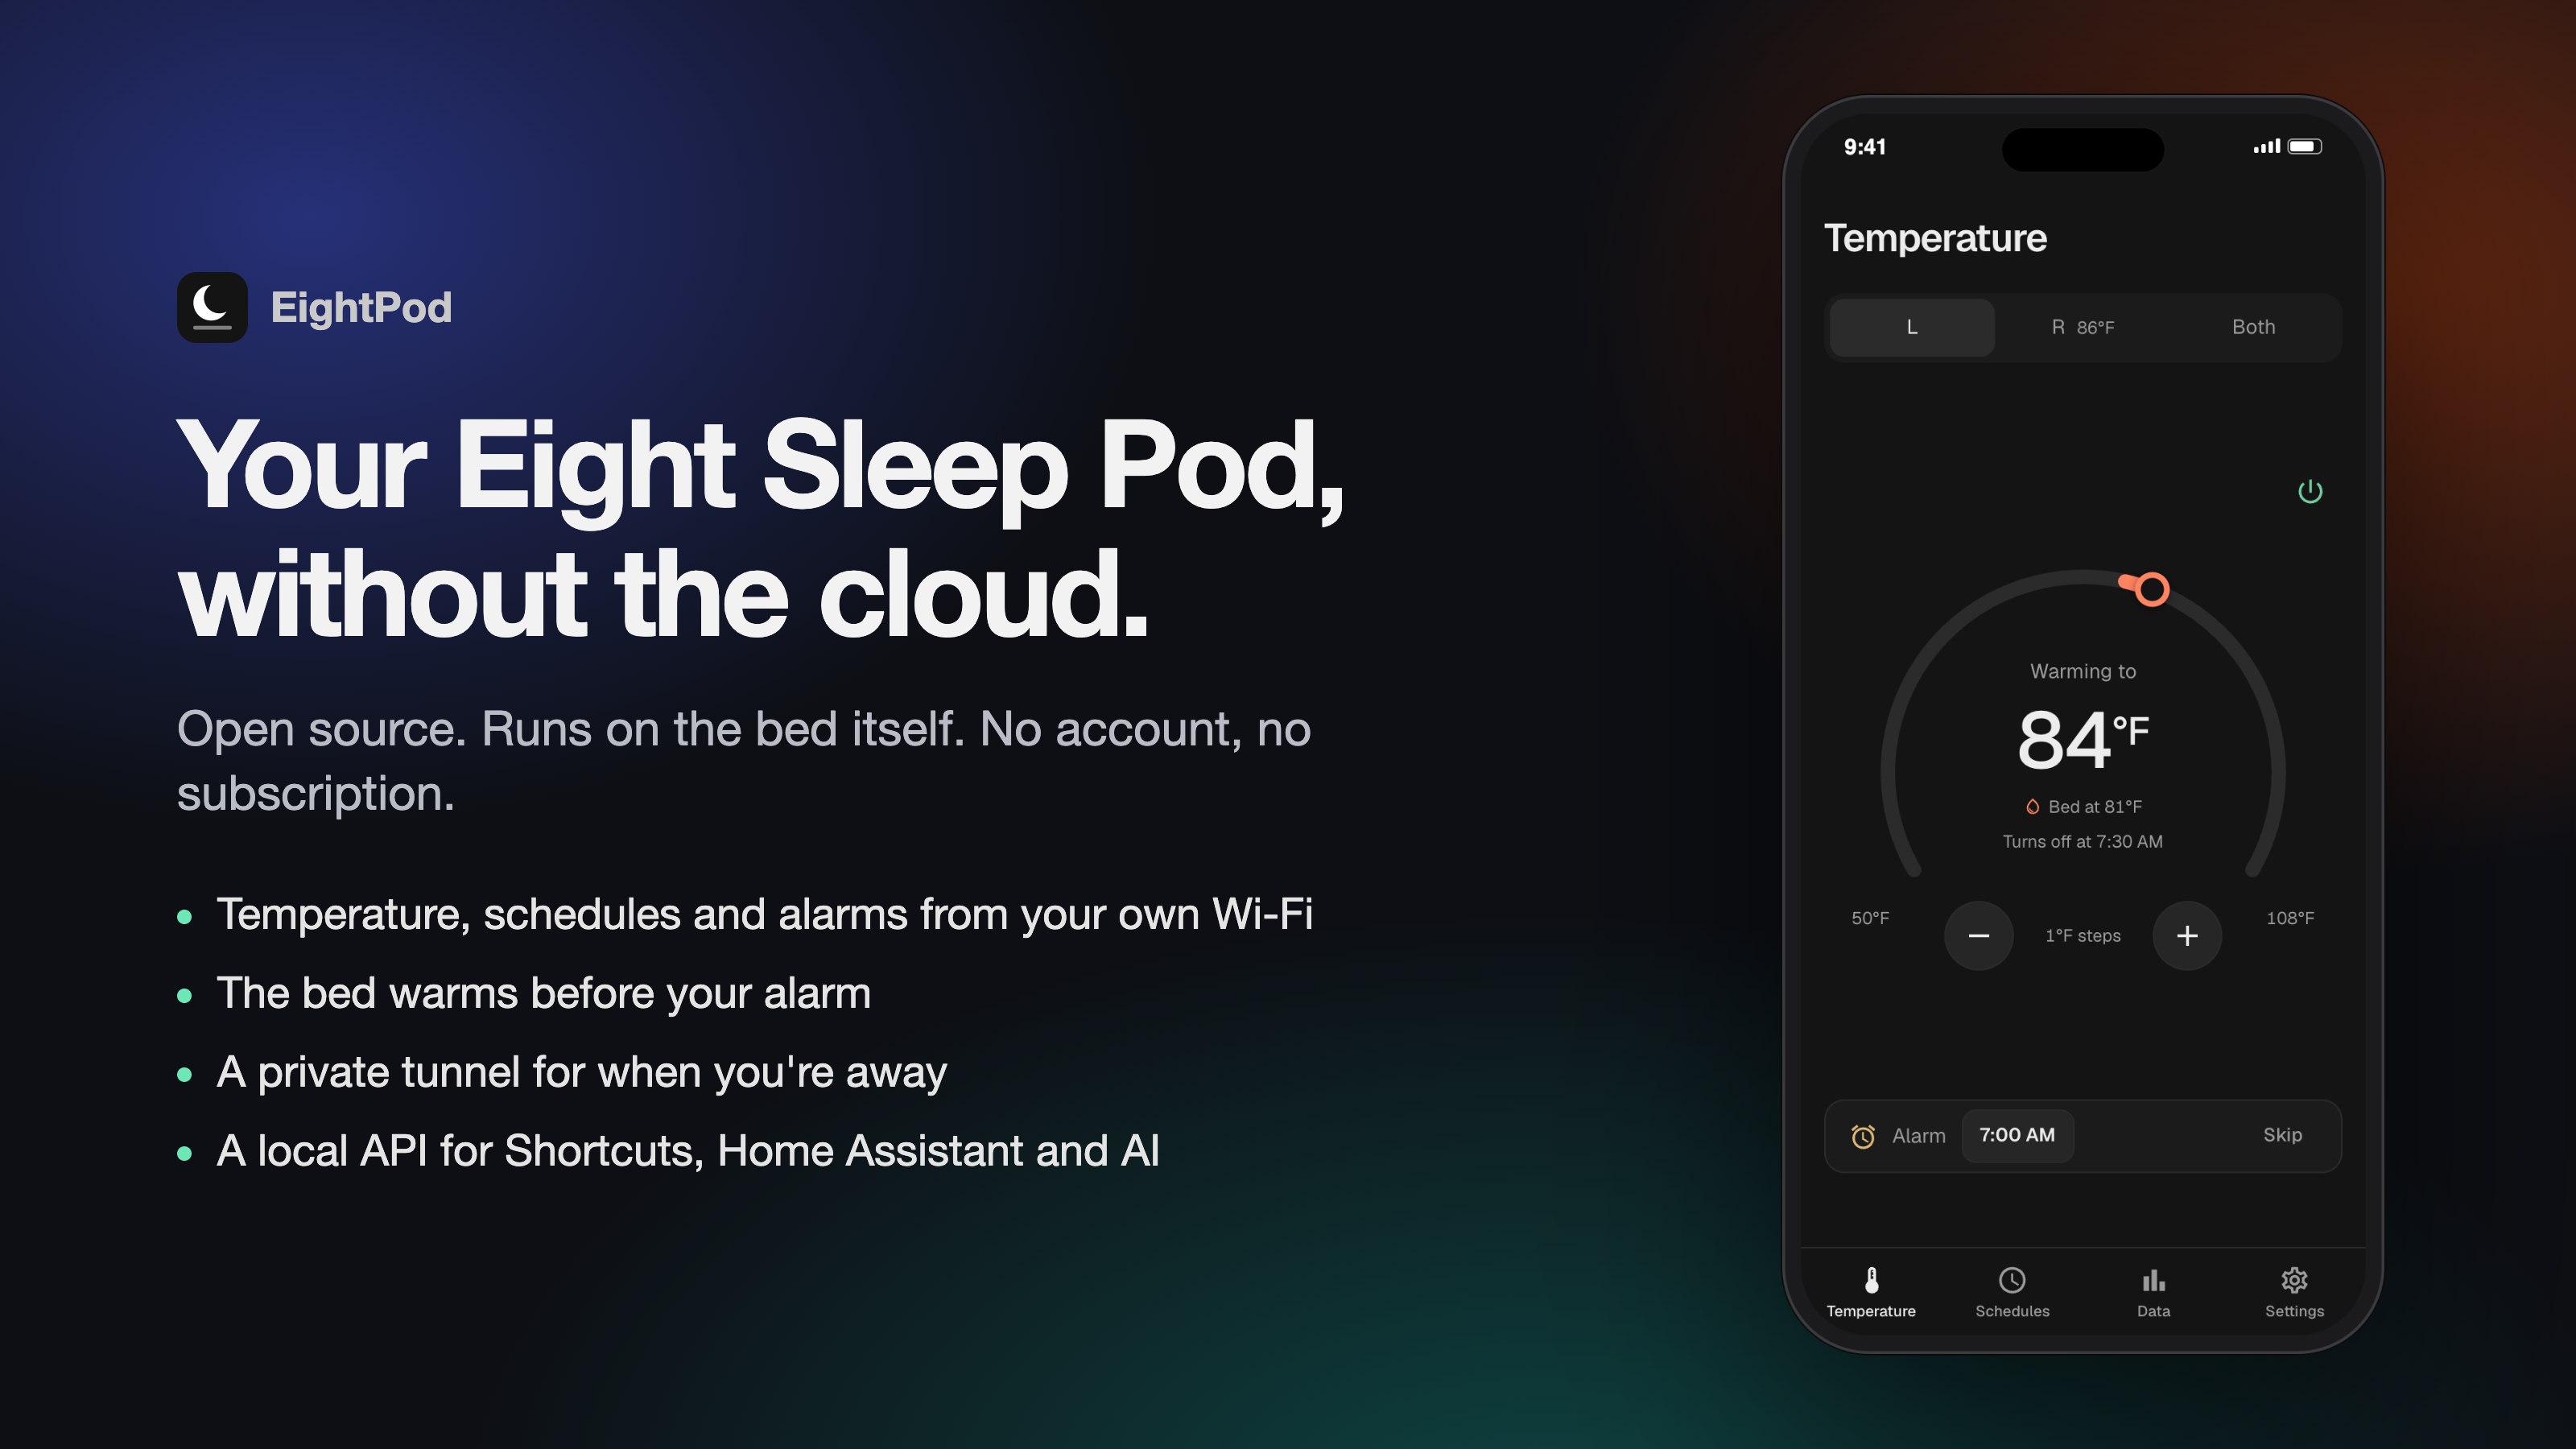 EightPod
Your Eight Sleep Pod,
without the cloud.
Open source. Runs on the bed itself. No account, no
subscription.
Temperature, schedules and alarms from your own Wi-Fi
The bed warms before your alarm
A private tunnel for when you're away
A local API for Shortcuts, Home Assistant and AI
9:41
Temperature
L R 86°F Both
Warming to
84°F
Bed at 81°F
Turns off at 7:30 AM
50°F 1°F steps 108°F
Alarm 7:00 AM Skip
Temperature Schedules Data Settings